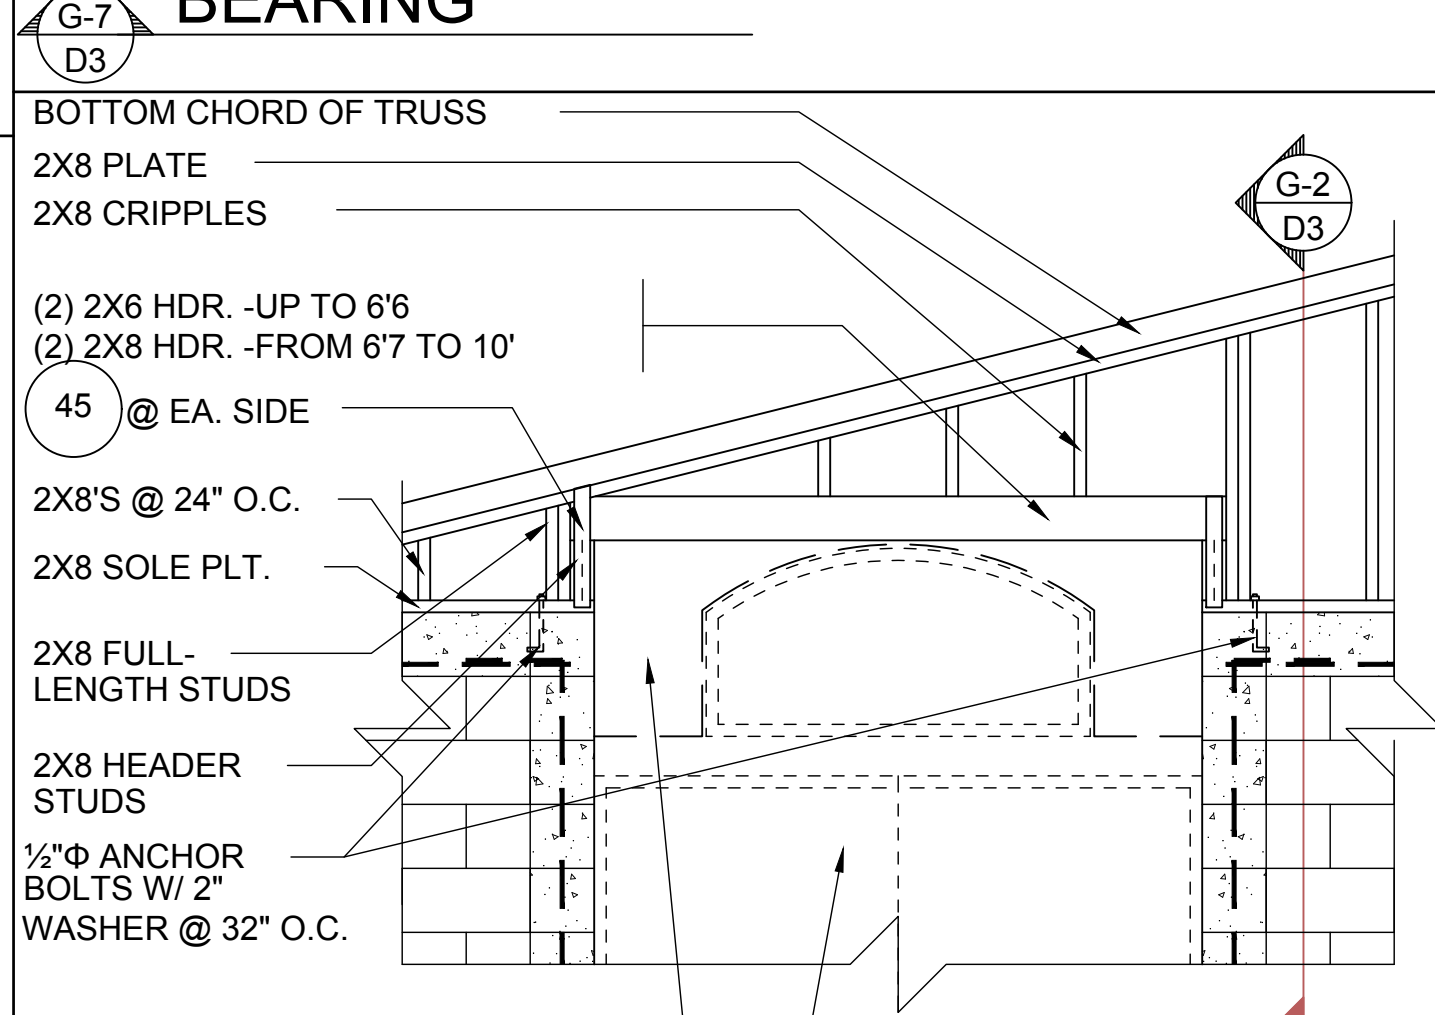 BEARING
G-7
D3
BOTTOM CHORD OF TRUSS
2X8 PLATE
2X8 CRIPPLES
G-2
D3
(2) 2X6 HDR. -UP TO 6'6
(2) 2X8 HDR. -FROM 6'7 TO 10'
45 @ EA. SIDE
2X8'S @ 24" O.C.
2X8 SOLE PLT.
2X8 FULL-
LENGTH STUDS
2X8 HEADER
STUDS
½"Φ ANCHOR
BOLTS W/ 2"
WASHER @ 32" O.C.